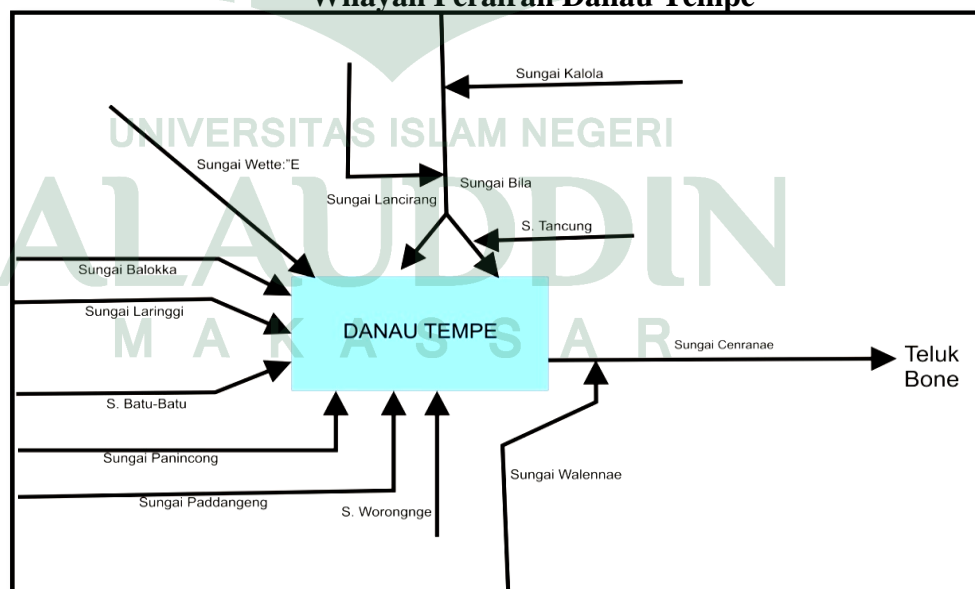 Wilayah Perairan Danau Tempe
Sungai Kalola
UNIVERSITAS ISLAM NEGERI
Sungai Wette:"E
Sungai Bila
ALAUDDIN
Sungai Lancirang
S. Tancung
Sungai Balokka
Sungai Laringgi
DANAU TEMPE
MAKASSAR
Sungai Cenranae
Teluk
Bone
S. Batu-Batu
Sungai Panincong
Sungai Walennae
Sungai Paddangeng
S. Worongnge